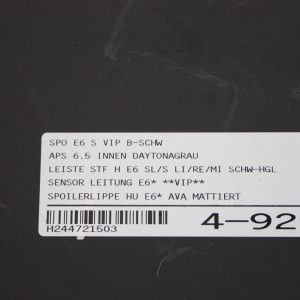 SPO E6 S VIP B-SCHW
APS 6.5 INNEN DAYTONAGRAU
LEISTE STF H E6 SL/S LI/RE/MI SCHW-HGL
SENSOR LEITUNG E6* **VIP**
SPOILERLIPPE HU E6* AVA MATTIERT
H244721503
4-92